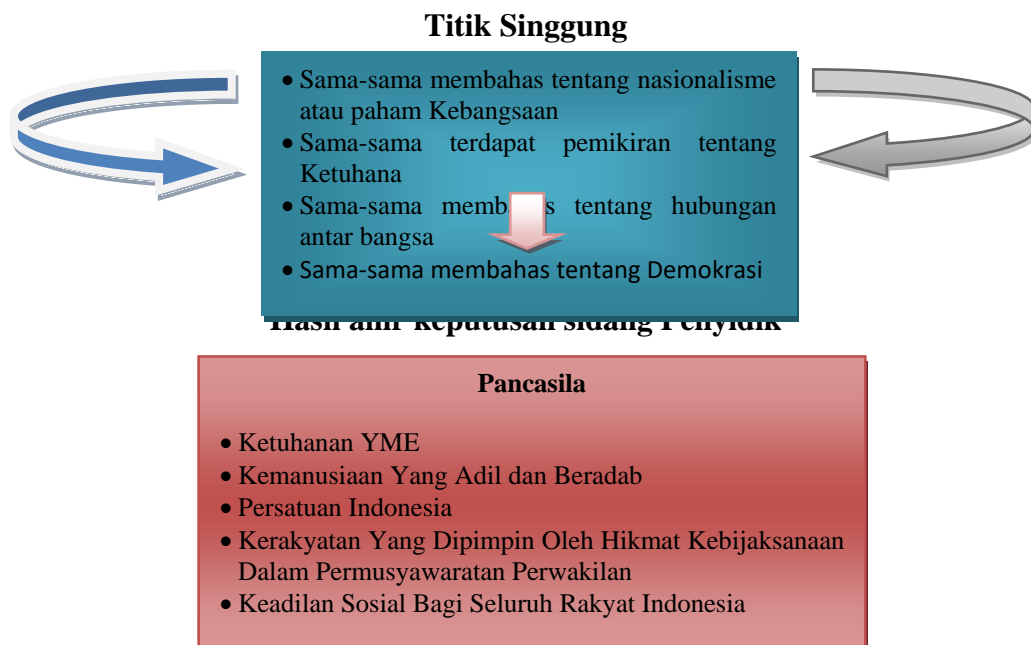 Titik Singgung
• Sama-sama membahas tentang nasionalisme
atau paham Kebangsaan
• Sama-sama terdapat pemikiran tentang
Ketuhana
• Sama-sama tentang hubungan
antar bangsa
• Sama-sama membahas tentang Demokrasi
keputusan sidang
Pancasila
• Ketuhanan YME
• Kemanusiaan Yang Adil dan Beradab
• Persatuan Indonesia
• Kerakyatan Yang Dipimpin Oleh Hikmat Kebijaksanaan
Dalam Permusyawaratan Perwakilan
• Keadilan Sosial Bagi Seluruh Rakyat Indonesia